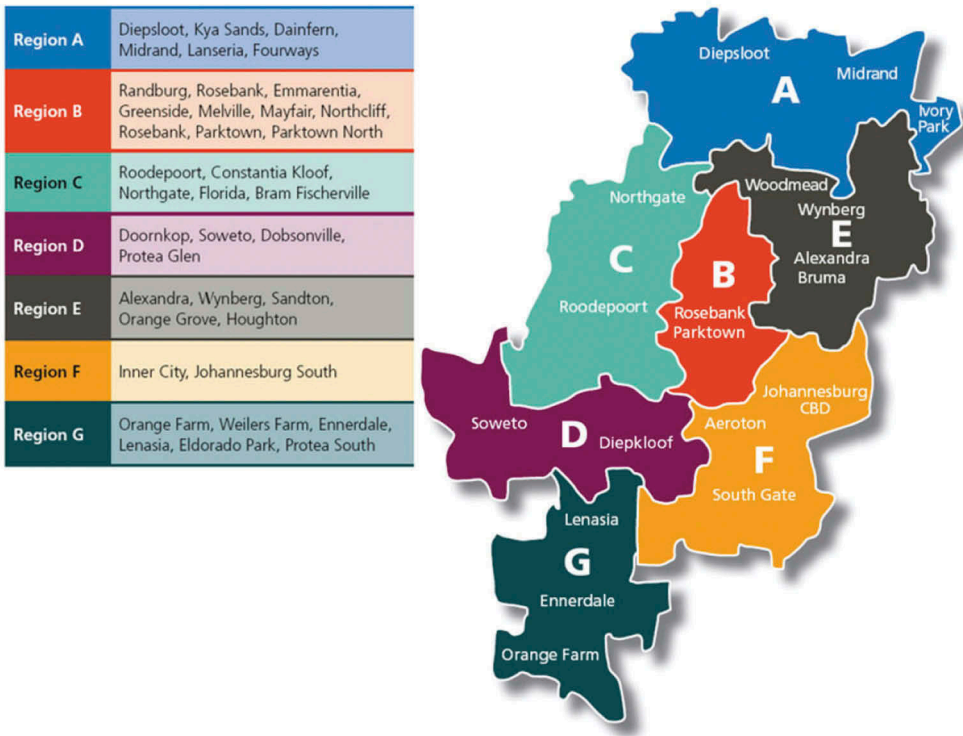 Region A
Diepsloot, Kya Sands, Dainfern,
Midrand, Lanseria, Fourways
Region B
Randburg, Rosebank, Emmarentia,
Greenside, Melville, Mayfair, Northcliff,
Rosebank, Parktown, Parktown North
Region C
Roodepoort, Constantia Kloof,
Northgate, Florida, Bram Fischerville
Region D
Doornkop, Soweto, Dobsonville,
Protea Glen
Region E
Alexandra, Wynberg, Sandton,
Orange Grove, Houghton
Region F
Inner City, Johannesburg South
Region G
Orange Farm, Weilers Farm, Ennerdale,
Lenasia, Eldorado Park, Protea South
Diepsloot
Midrand
A
Ivory
Park
Woodmead
Northgate
Wynberg
E
C
Alexandra
B
Bruma
Roodepoort
Rosebank
Parktown
Johannesburg
CBD
Soweto
Aeroton
D
Diepkloof
F
South Gate
Lenasia
G
Ennerdale
Orange Farm